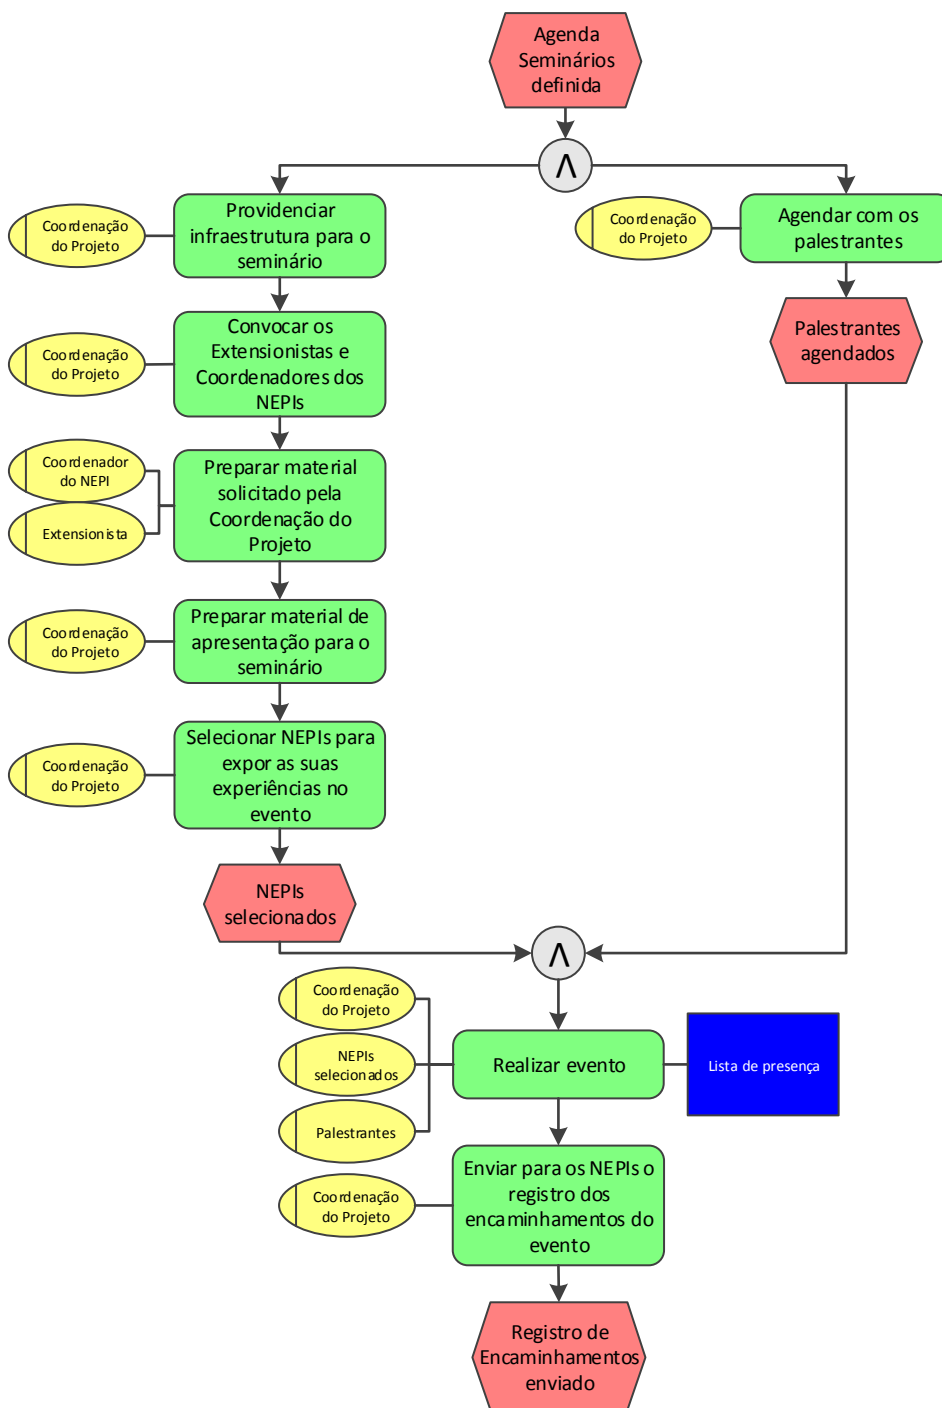 Agenda
Seminários
definida
Λ
Coordenação
do Projeto
Providenciar
infraestrutura para o
seminário
Coordenação
do Projeto
Agendar com os
palestrantes
Coordenação
do Projeto
Convocar os
Extensionistas e
Coordenadores dos
NEPIs
Palestrantes
agendados
Coordenador
do NEPI
Extensionista
Preparar material
solicitado pela
Coordenação do
Projeto
Coordenação
do Projeto
Preparar material de
apresentação para o
seminário
Coordenação
do Projeto
Selecionar NEPIs para
expor as suas
experiências no
evento
NEPIs
selecionados
Λ
Coordenação
do Projeto
NEPIs
selecionados
Palestrantes
Realizar evento
Lista de presença
Coordenação
do Projeto
Enviar para os NEPIs o
registro dos
encaminhamentos do
evento
Registro de
Encaminhamentos
enviado